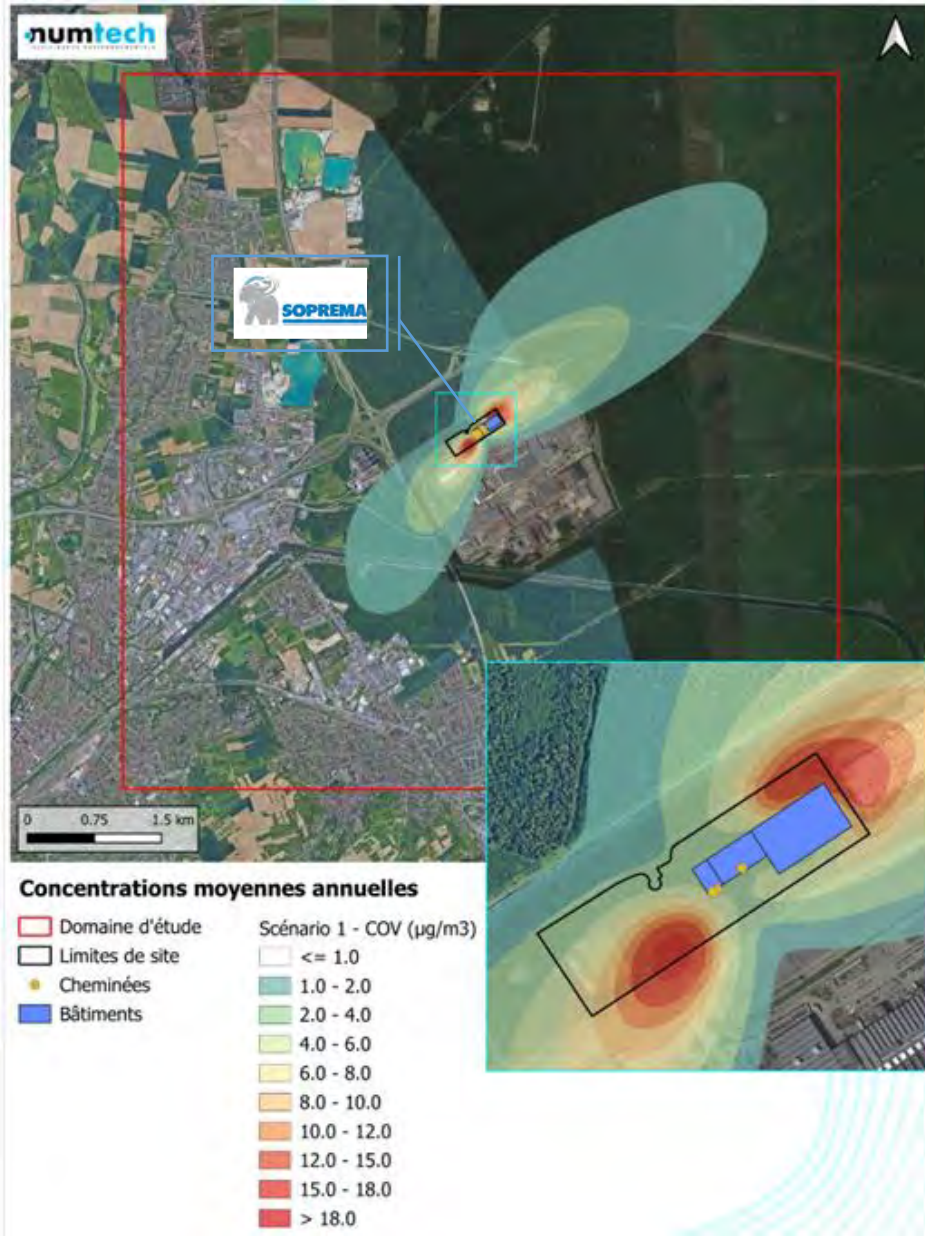 numtech
SOPREMA
0 0.75 1.5 km
Concentrations moyennes annuelles
Domaine d'étude
Limites de site
Cheminées
Bâtiments
Scénario 1 - COV (µg/m3)
<= 1.0
1.0 - 2.0
2.0 - 4.0
4.0 - 6.0
6.0 - 8.0
8.0 - 10.0
10.0 - 12.0
12.0 - 15.0
15.0 - 18.0
> 18.0